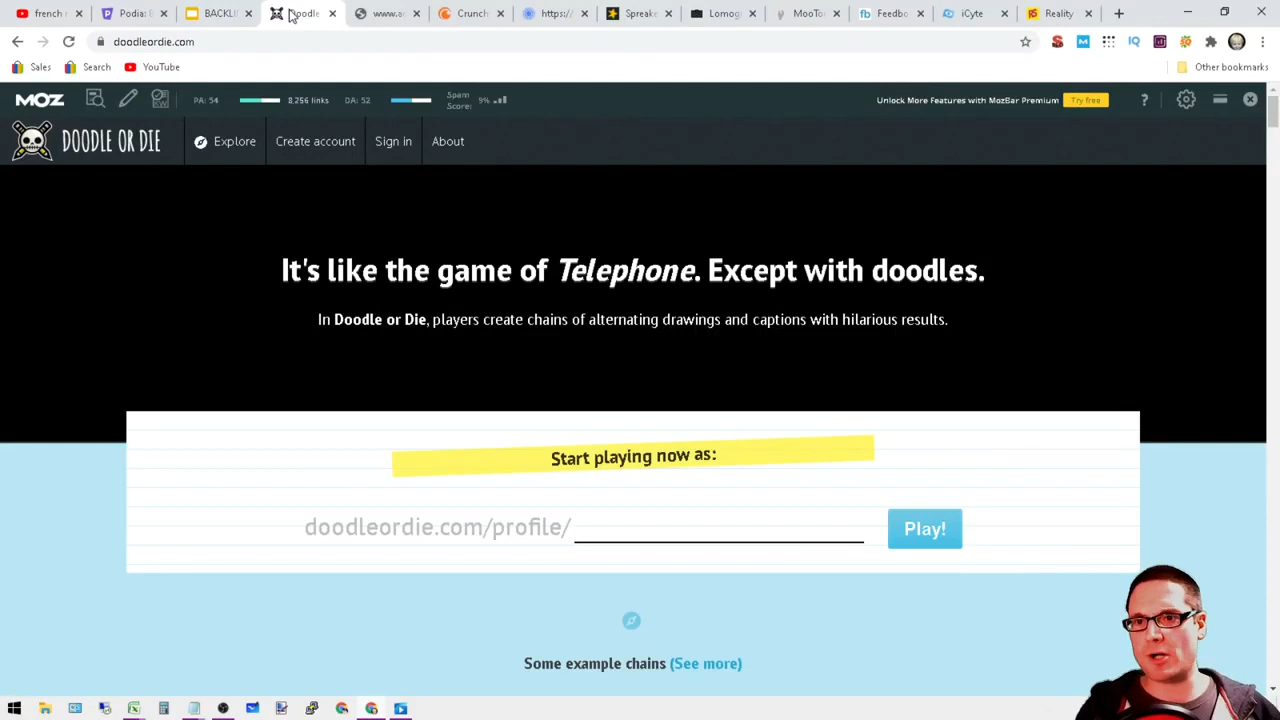 french
Podia
BACKLI
Doodle
www.a
Crunch
https:/
Spreake
Lomog
MooTo
Feedbo
iCyte
Reality
doodleordie.com
Sales
Search
YouTube
Other bookmarks
MOZ
PA: 54
8,256 links
DA: 52
Spam Score: 9%
Unlock More Features with MozBar Premium
Try free
?
DOODLE OR DIE
Explore
Create account
Sign in
About
It's like the game of Telephone. Except with doodles.
In Doodle or Die, players create chains of alternating drawings and captions with hilarious results.
Start playing now as:
doodleordie.com/profile/
Play!
Some example chains (See more)